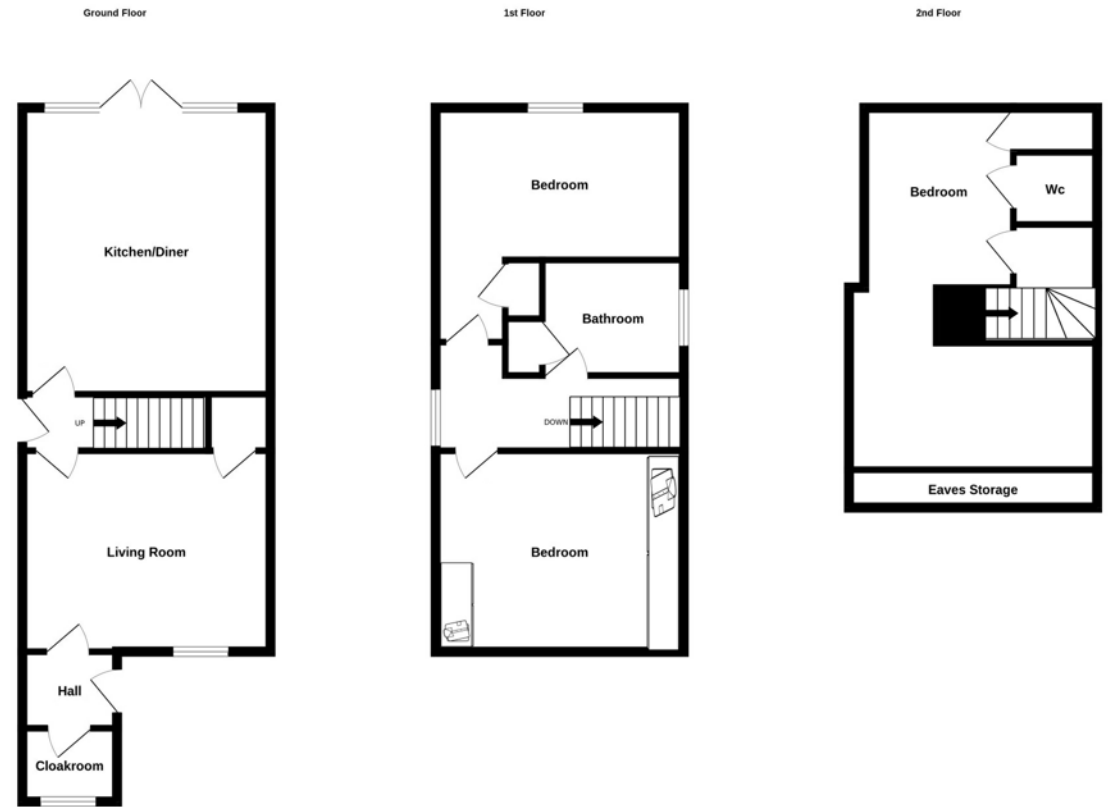 Ground Floor
1st Floor
2nd Floor
Kitchen/Diner
UP
Living Room
Hall
Cloakroom
Bedroom
Bathroom
DOWN
Bedroom
Bedroom
Wc
Eaves Storage